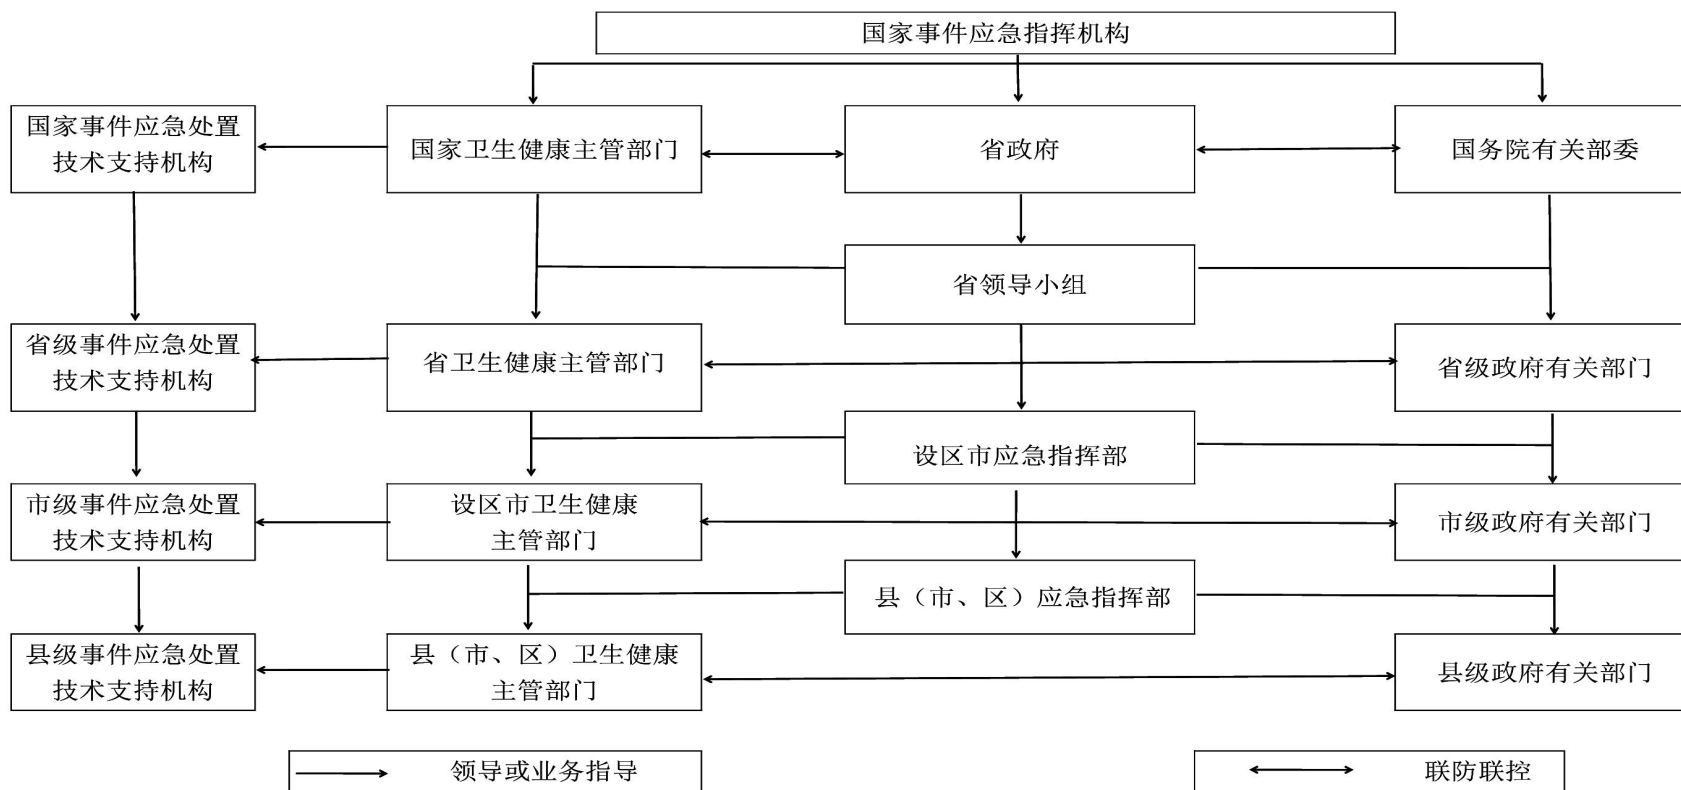 国家事件应急指挥机构
国家事件应急处置
技术支持机构
国家卫生健康主管部门
省政府
国务院有关部委
省领导小组
省级事件应急处置
技术支持机构
省卫生健康主管部门
省级政府有关部门
设区市应急指挥部
市级事件应急处置
技术支持机构
设区市卫生健康
主管部门
市级政府有关部门
县（市、区）应急指挥部
县级事件应急处置
技术支持机构
县（市、区）卫生健康
主管部门
县级政府有关部门
领导或业务指导
联防联控